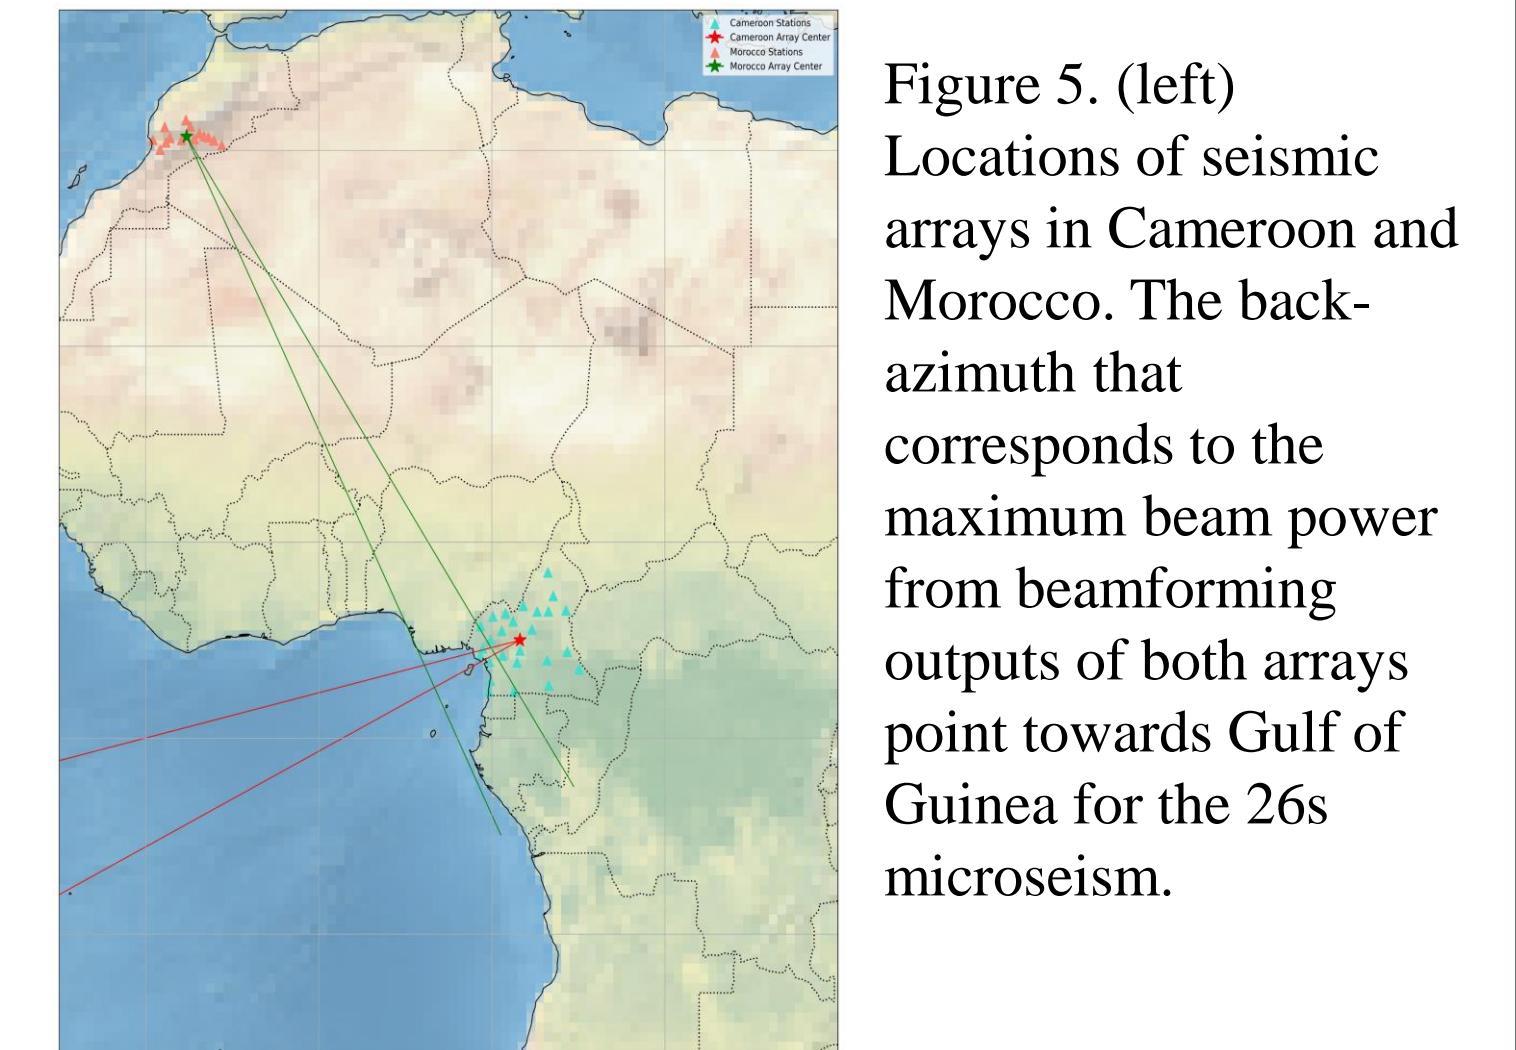 Cameroon Stations
Cameroon Array Center
Morocco Stations
Morocco Array Center
Figure 5. (left)
Locations of seismic
arrays in Cameroon and
Morocco. The back-
azimuth that
corresponds to the
maximum beam power
from beamforming
outputs of both arrays
point towards Gulf of
Guinea for the 26s
microseism.